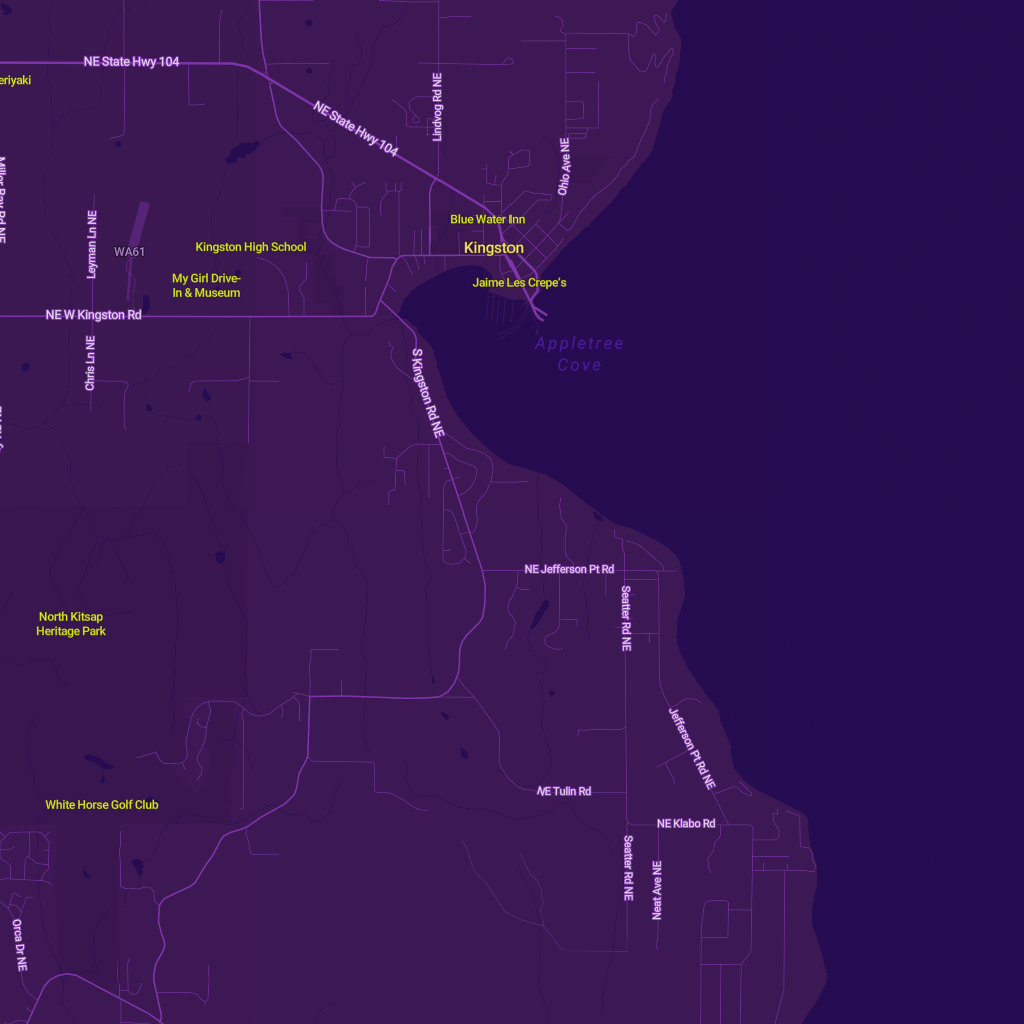 NE State Hwy 104
eriyaki
Lindvog Rd NE
NE State Hwy 104
Ohio Ave NE
Miller Bay Rd NE
Leyman Ln NE
Blue Water Inn
WA61
Kingston High School
Kingston
My Girl Drive-
In & Museum
Jaime Les Crepe's
NE W Kingston Rd
Appletree
Cove
Chris Ln NE
S Kingston Rd NE
NE Jefferson Pt Rd
Seatter Rd NE
North Kitsap
Heritage Park
Jefferson Pt Rd NE
NE Tulin Rd
White Horse Golf Club
NE Klabo Rd
Seatter Rd NE
Neat Ave NE
Orca Dr NE